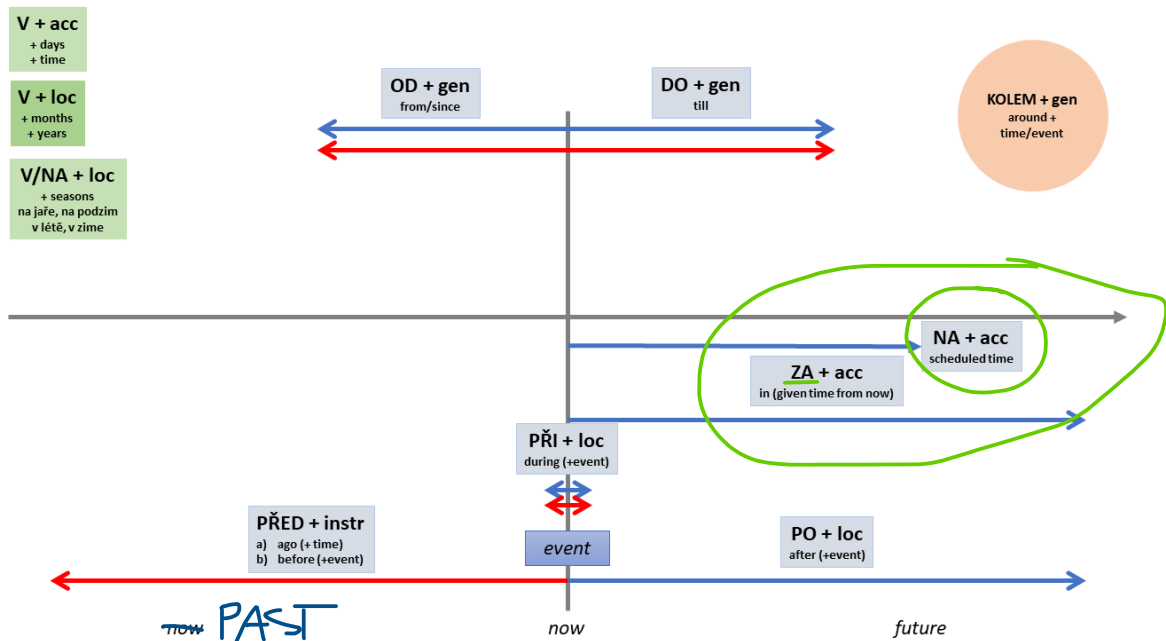 V + acc
+ days
+ time
V + loc
+ months
+ years
V/NA + loc
+ seasons
na jaře, na podzim
v létě, v zime
OD + gen
from/since
DO + gen
till
KOLEM + gen
around +
time/event
NA + acc
scheduled time
ZA + acc
in (given time from now)
PŘI + loc
during (+event)
PŘED + instr
a) ago (+ time)
b) before (+event)
event
PO + loc
after (+event)
now PAST
now
future